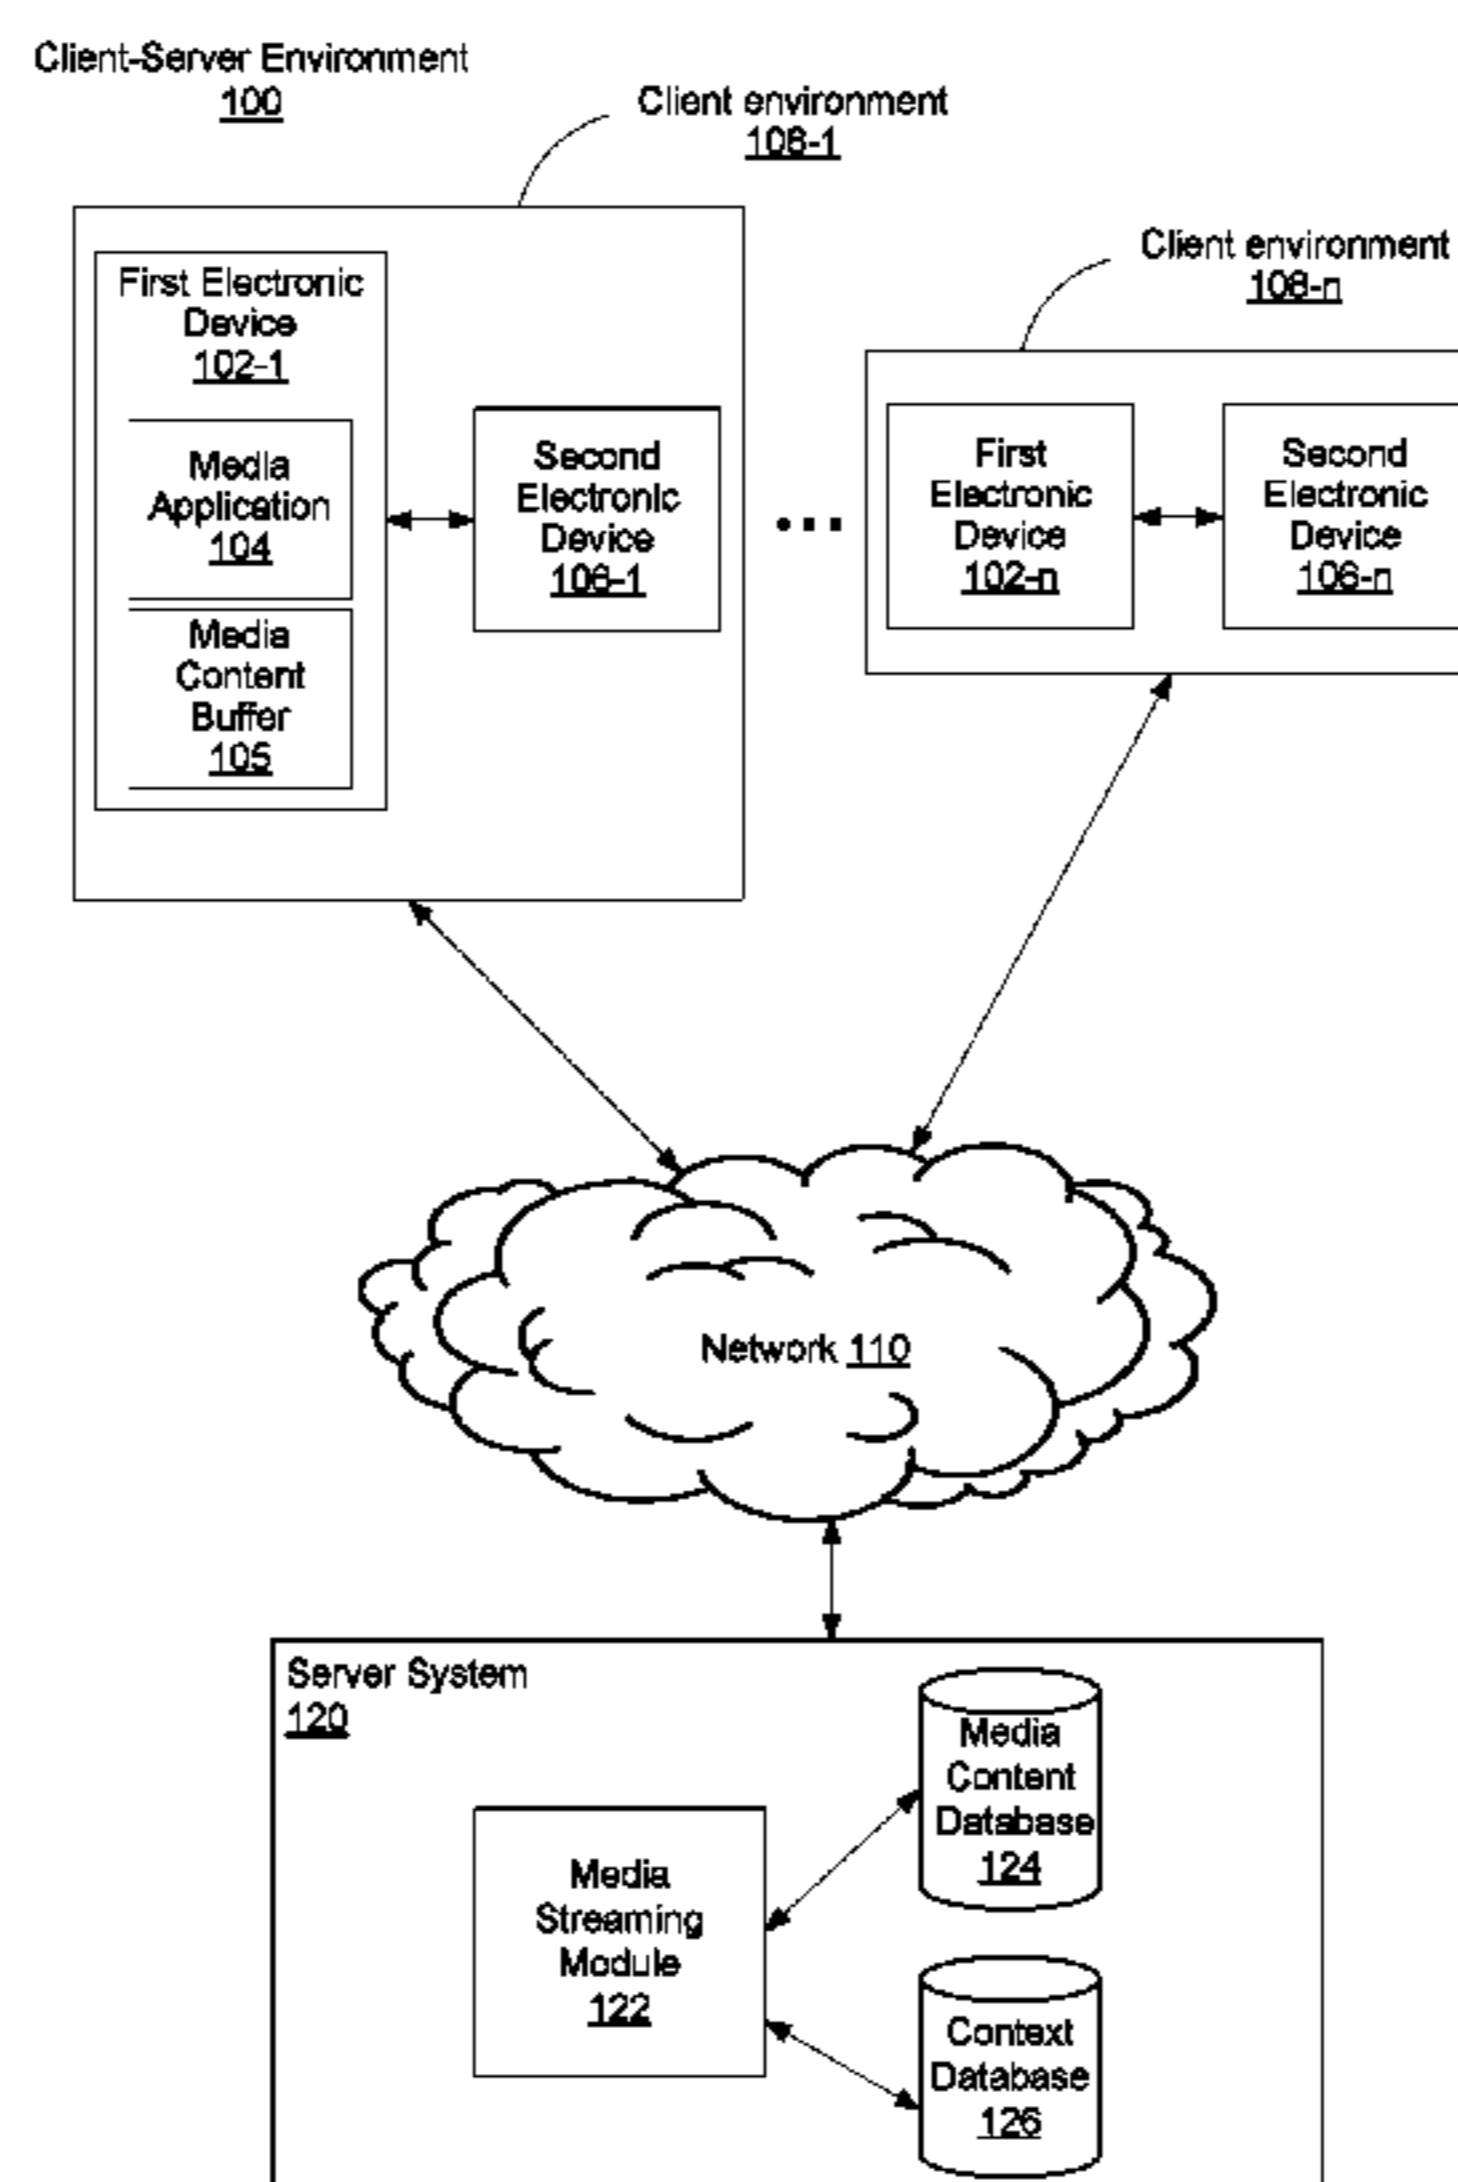 Client-Server Environment
100
Client environment
108-1
Client environment
108-n
First Electronic
Device
102-1
Media
Application
104
Media
Content
Buffer
105
Second
Electronic
Device
106-1
First
Electronic
Device
102-n
Second
Electronic
Device
106-n
Network 110
Server System
120
Media
Streaming
Module
122
Media
Content
Database
124
Context
Database
126